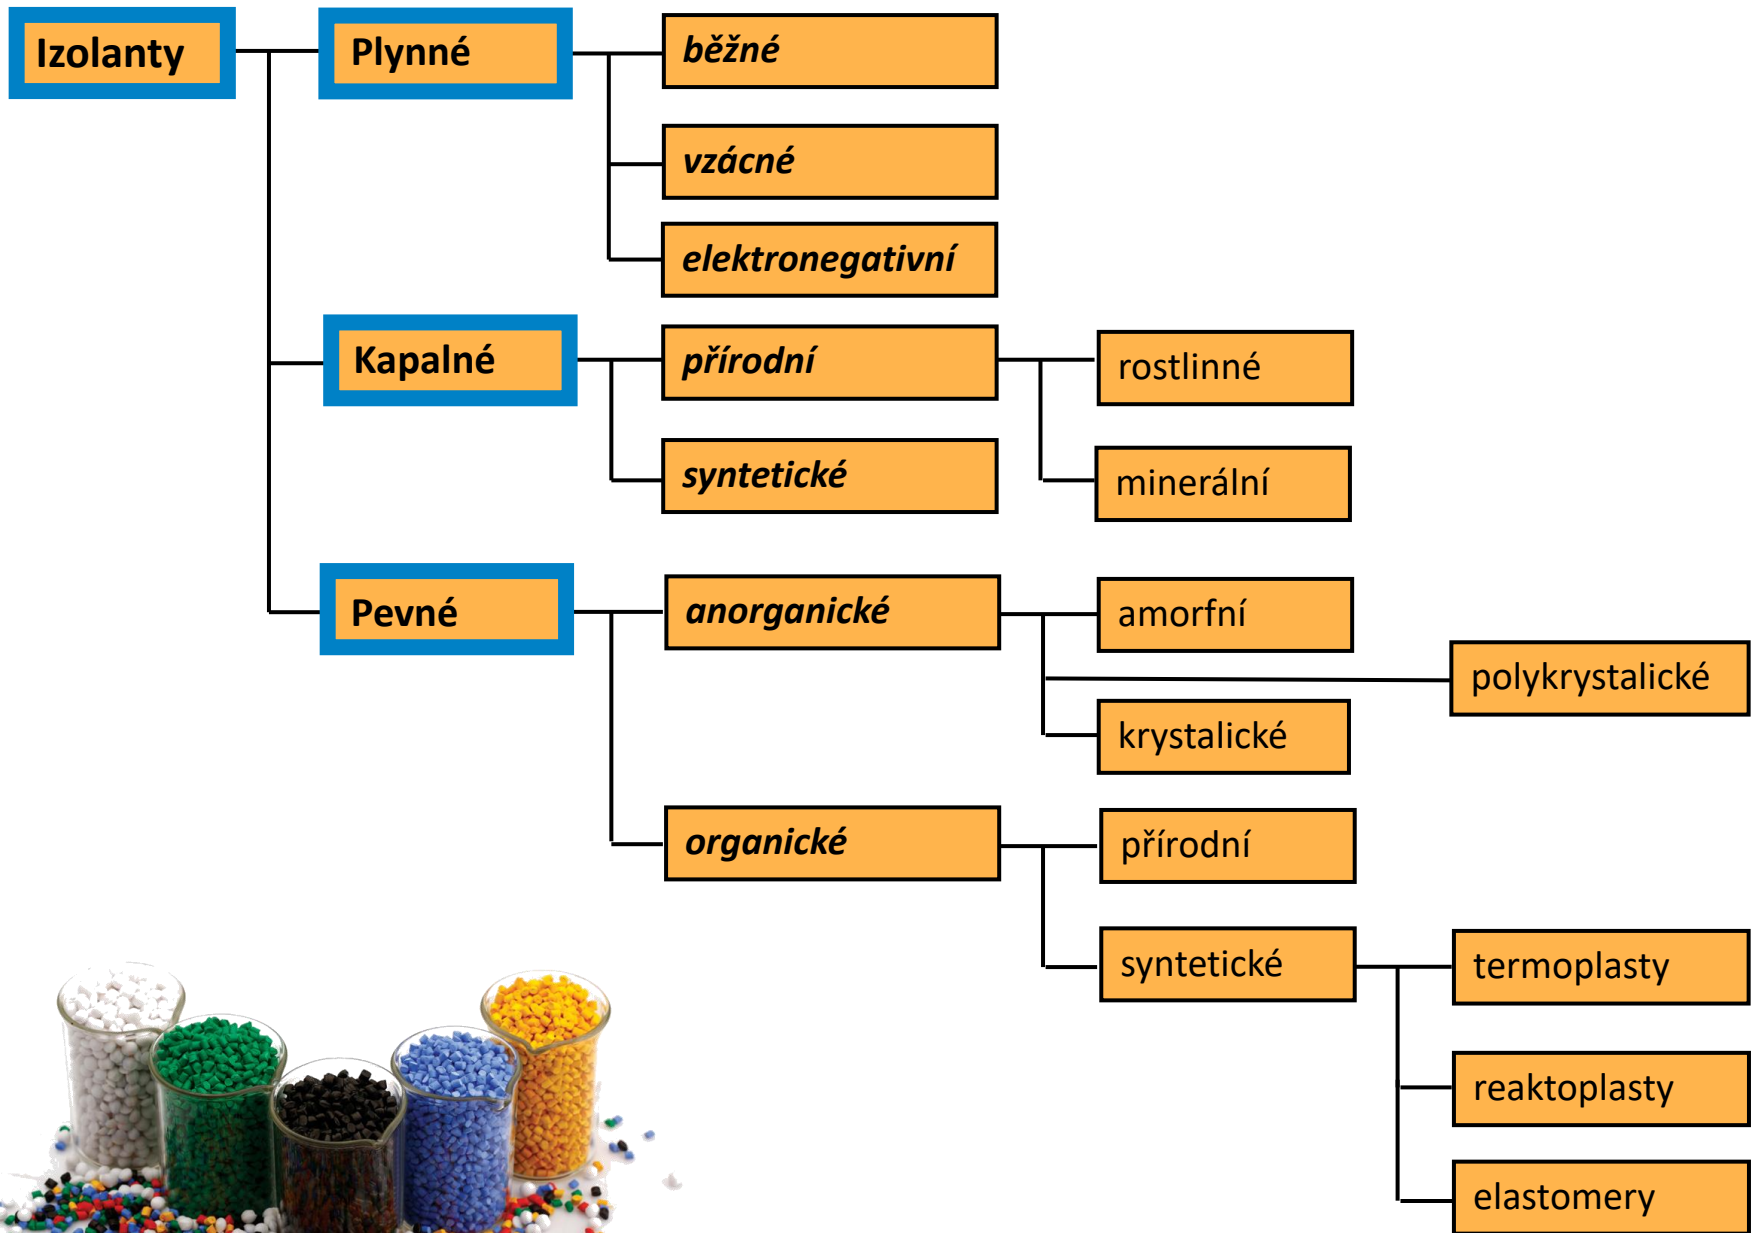 Izolanty
Plynné
běžné
vzácné
elektronegativní
Kapalné
přírodní
rostlinné
minerální
syntetické
Pevné
anorganické
amorfní
polykrystalické
krystalické
organické
přírodní
syntetické
termoplasty
reaktoplasty
elastomery